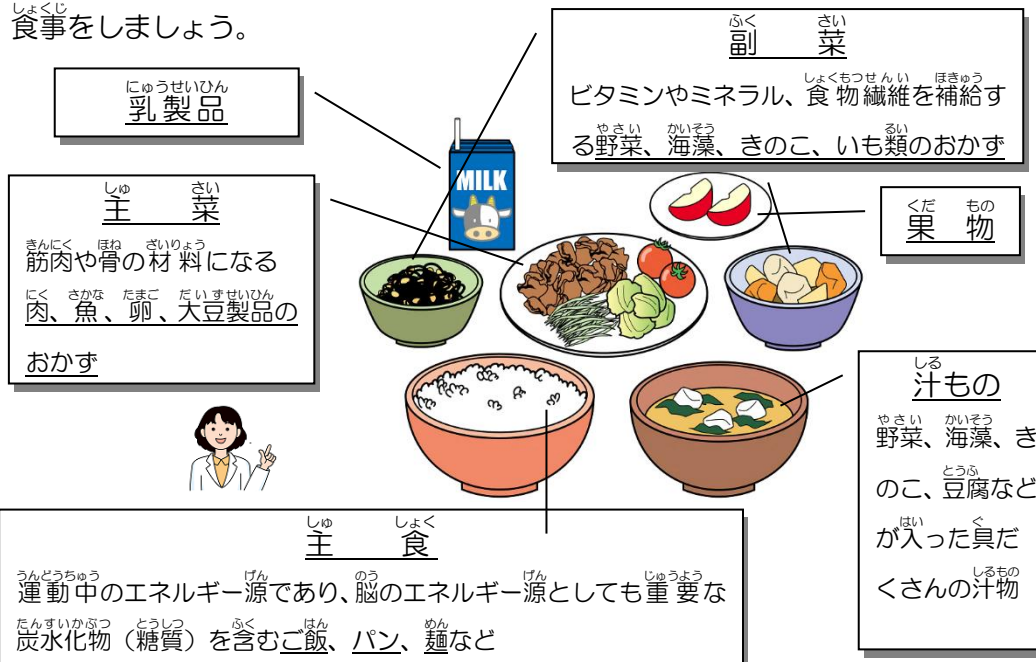 食事をしましょう。
乳製品
副菜
ビタミンやミネラル、食物繊維を補給す
る野菜、海藻、きのこ、いも類のおかず
MILK
主菜
筋肉や骨の材料になる
肉、魚、卵、大豆製品の
おかず
果物
汁もの
野菜、海藻、き
のこ、豆腐など
が入った具だ
くさんの汁物
主食
運動中のエネルギー源であり、脳のエネルギー源としても重要な
炭水化物（糖質）を含むご飯、パン、麺など